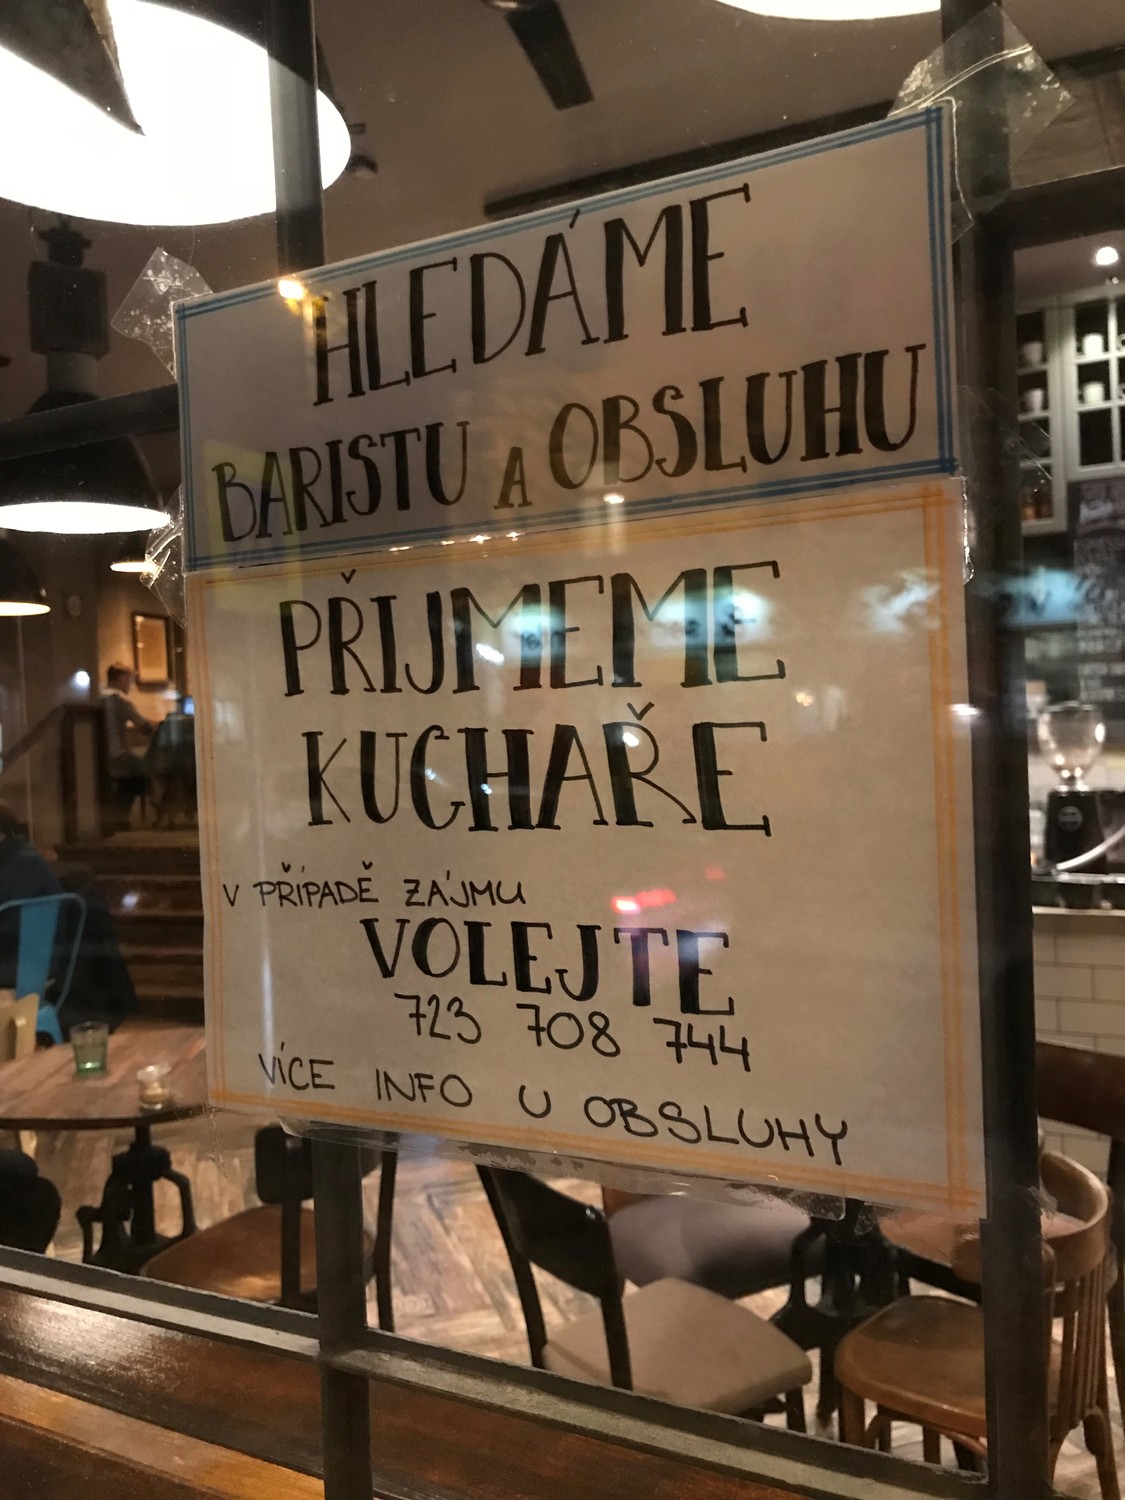 HLEDÁME
BARISTU A OBSLUHU
PŘIJMEME
KUCHAŘE
V PŘÍPADĚ ZÁJMU
VOLEJTE
723 708 744
VÍCE INFO U OBSLUHY